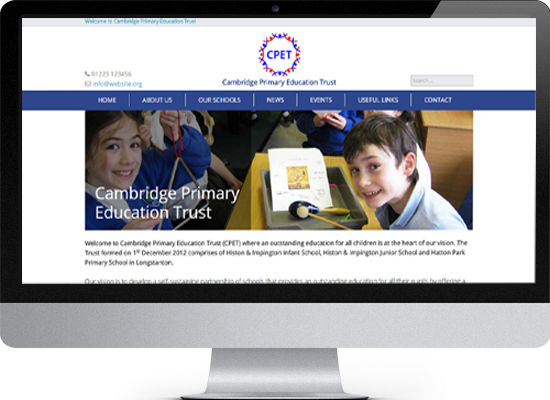 Welcome to Cambridge Primary Education Trust
CPET
01223 123456
info@website.org
Cambridge Primary Education Trust
Search...
HOME ABOUT US OUR SCHOOLS NEWS EVENTS USEFUL LINKS CONTACT
Cambridge Primary
Education Trust
Welcome to Cambridge Primary Education Trust (CPET) where an outstanding education for all children is at the heart of our vision. The
Trust formed on 1st December 2012 comprises of Histon & Impington Infant School, Histon & Impington Junior School and Hatton Park
Primary School in Longstanton.
Our vision is to develop a self-sustaining partnership of schools that provides an outstanding education for all their pupils by offering a